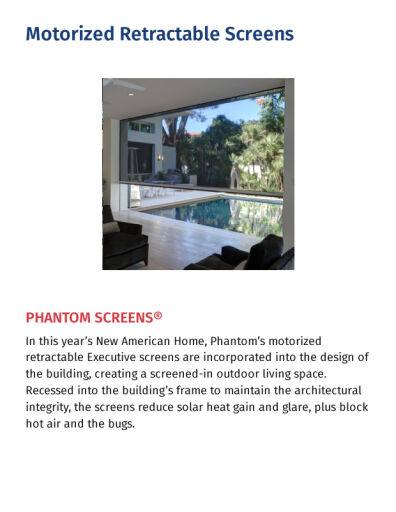 Motorized Retractable Screens
PHANTOM SCREENS®
In this year’s New American Home, Phantom’s motorized
retractable Executive screens are incorporated into the design of
the building, creating a screened-in outdoor living space.
Recessed into the building’s frame to maintain the architectural
integrity, the screens reduce solar heat gain and glare, plus block
hot air and the bugs.